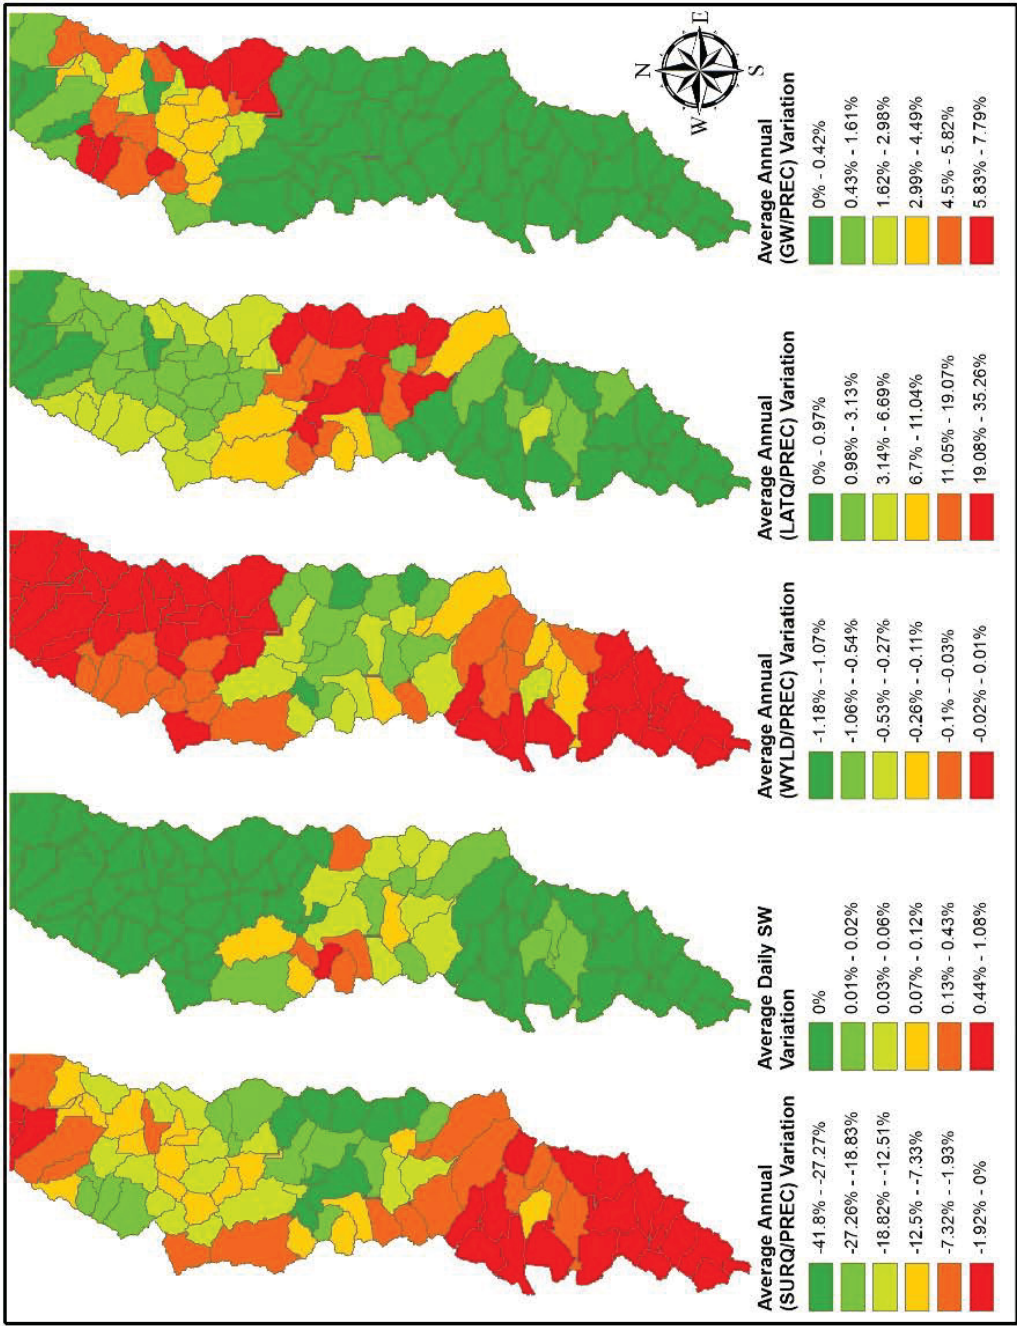 N
E
S
W
Average Annual
(SURQ/PREC) Variation
-41.8% - -27.27%
-27.26% - -18.83%
-18.82% - -12.51%
-12.5% - -7.33%
-7.32% - -1.93%
-1.92% - 0%
Average Daily SW
Variation
0%
0.01% - 0.02%
0.03% - 0.06%
0.07% - 0.12%
0.13% - 0.43%
0.44% - 1.08%
Average Annual
(WYLD/PREC) Variation
-1.18% - -1.07%
-1.06% - -0.54%
-0.53% - -0.27%
-0.26% - -0.11%
-0.1% - -0.03%
-0.02% - 0.01%
Average Annual
(LATQ/PREC) Variation
0% - 0.97%
0.98% - 3.13%
3.14% - 6.69%
6.7% - 11.04%
11.05% - 19.07%
19.08% - 35.26%
Average Annual
(GW/PREC) Variation
0% - 0.42%
0.43% - 1.61%
1.62% - 2.98%
2.99% - 4.49%
4.5% - 5.82%
5.83% - 7.79%